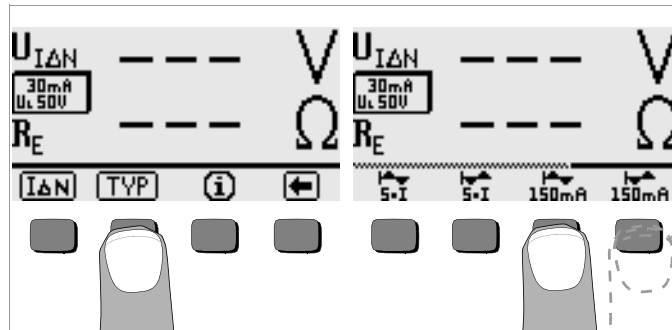 UIΔN --- V
30mA
UL 50V
RE --- Ω
IΔN TYP i
UIΔN --- V
30mA
UL 50V
RE --- Ω
5•I 5•I 150mA 150mA